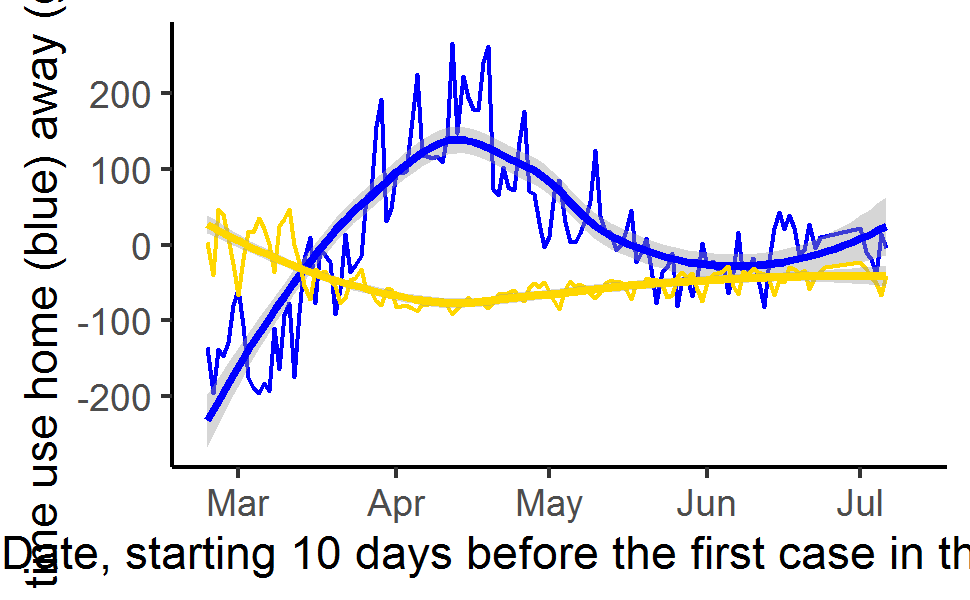 time use home (blue) away (
200
100
0
-100
-200
Mar Apr May Jun Jul
Date, starting 10 days before the first case in th